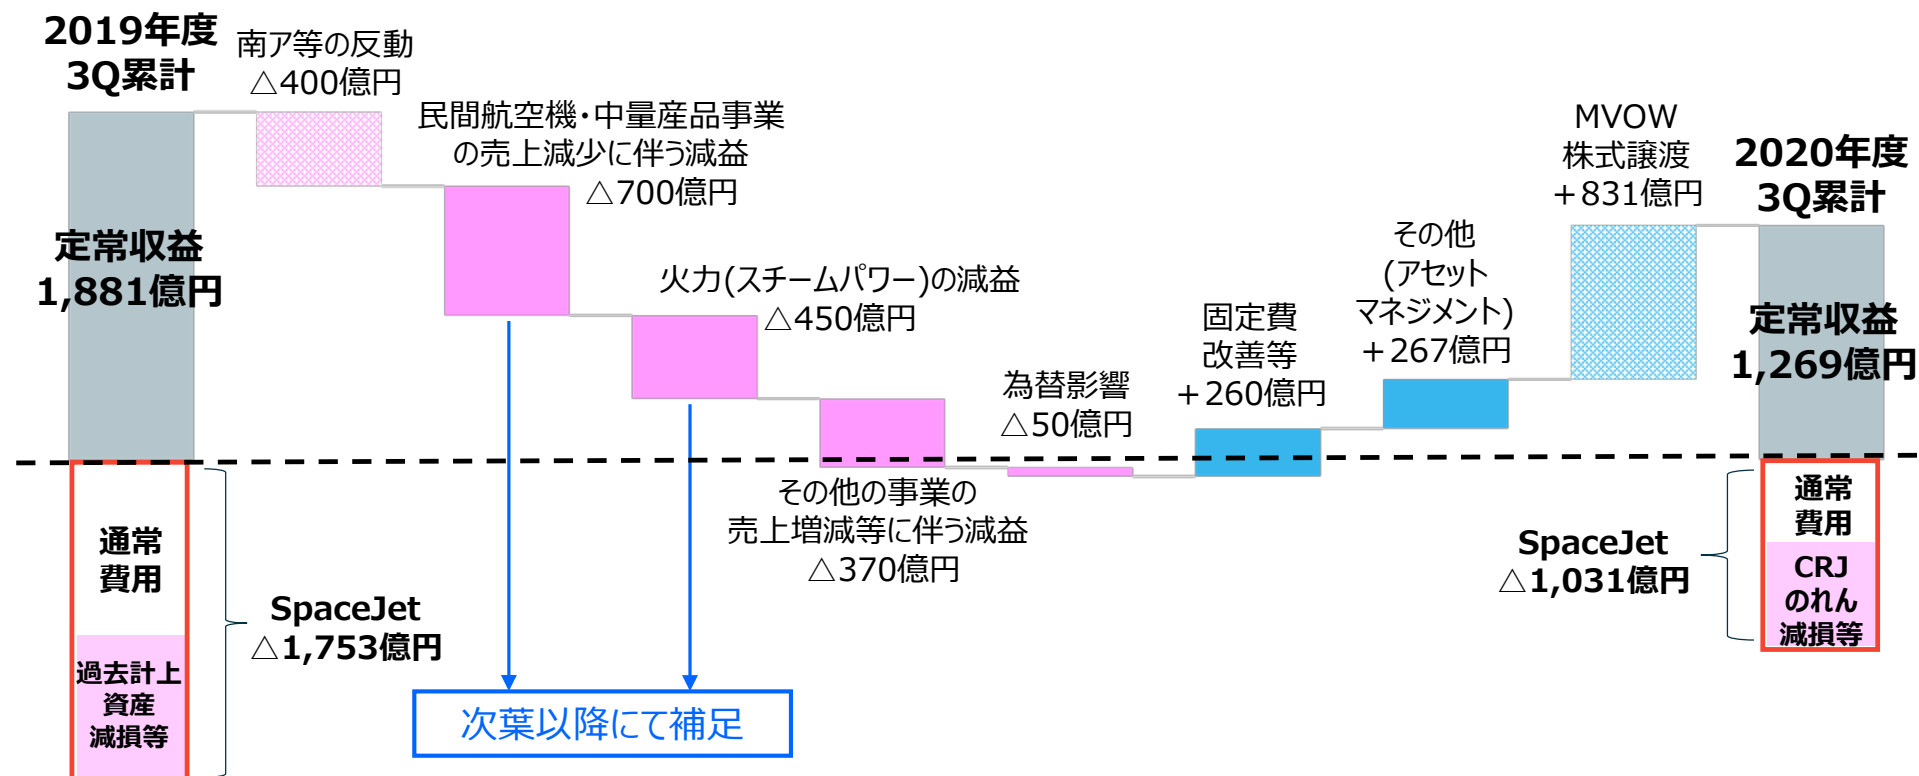 2019年度
3Q累計
定常収益
1,881億円
南ア等の反動
△400億円
民間航空機・中量産品事業
の売上減少に伴う減益
△700億円
火力(スチームパワー)の減益
△450億円
その他の事業の
売上増減等に伴う減益
△370億円
為替影響
△50億円
固定費
改善等
＋260億円
その他
(アセット
マネジメント)
＋267億円
MVOW
株式譲渡
＋831億円
2020年度
3Q累計
定常収益
1,269億円
通常
費用
過去計上
資産
減損等
SpaceJet
△1,753億円
次葉以降にて補足
SpaceJet
△1,031億円
通常
費用
CRJ
のれん
減損等